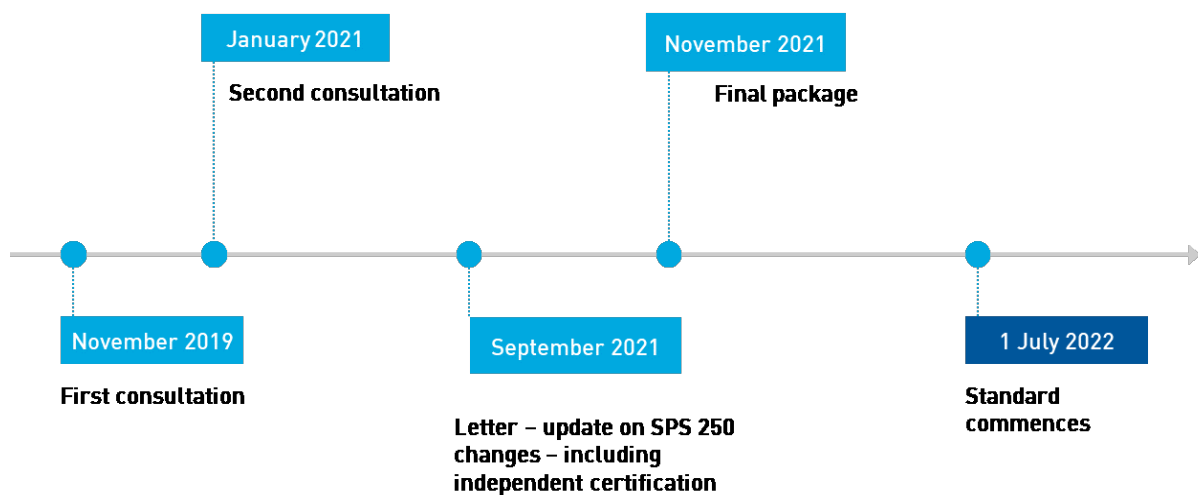 January 2021
Second consultation
November 2021
Final package
November 2019
First consultation
September 2021
Letter – update on SPS 250
changes – including
independent certification
1 July 2022
Standard
commences